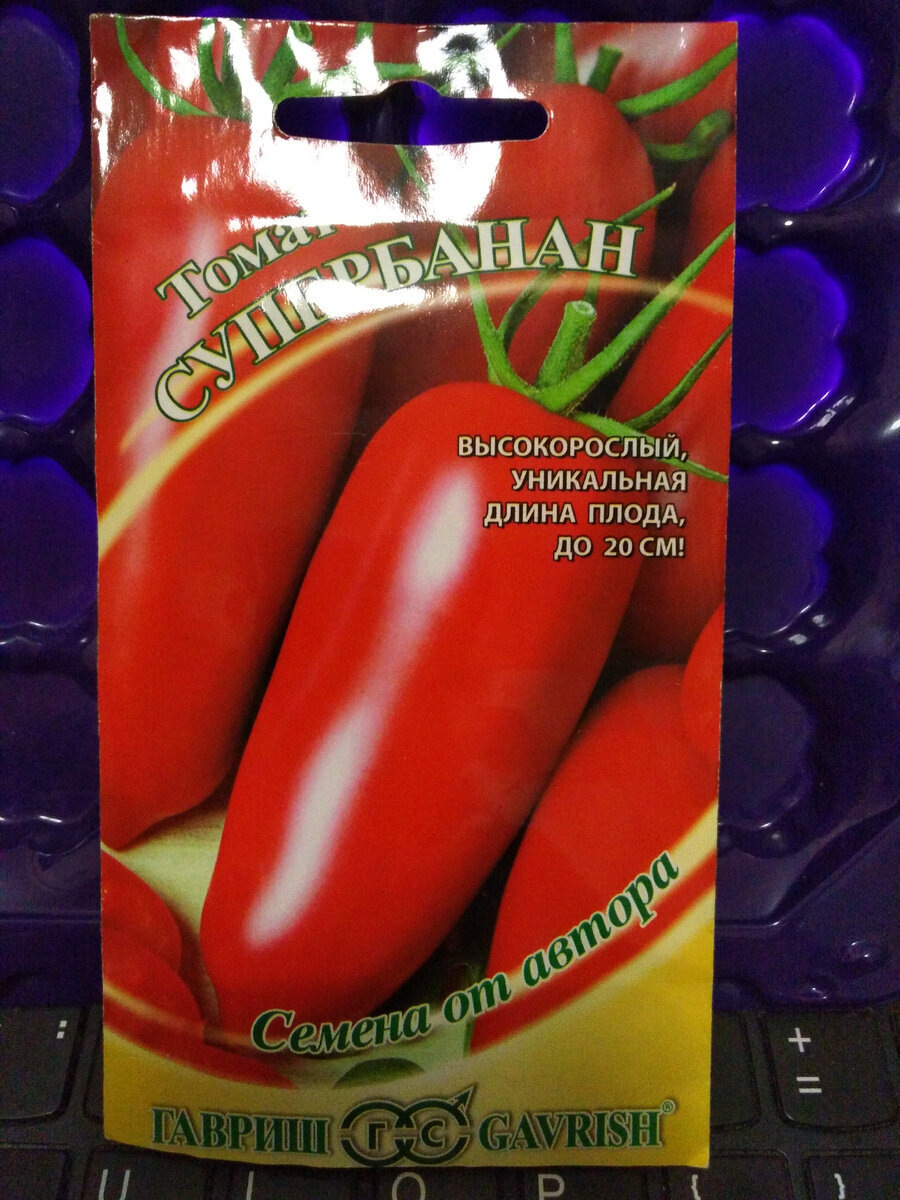 Томат
СУПЕРБАНАН
ВЫСОКОРОСЛЫЙ,
УНИКАЛЬНАЯ
ДЛИНА ПЛОДА,
ДО 20 СМ!
Семена от автора
ГАВРИШ ГС GAVRISH®
: + =
U I O P { }